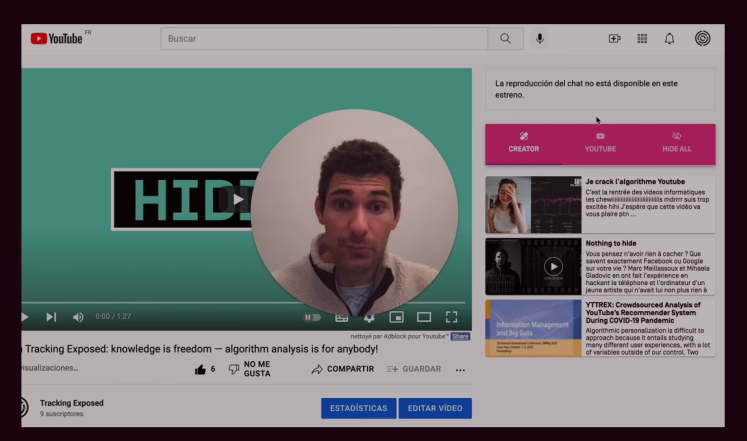 YouTube FR
Buscar
La reproducción del chat no está disponible en este
estreno.
CREATOR
YOUTUBE
HIDE ALL
Je crack l'algorithme Youtube
C'est la rentrée des videos informatiques
trop
excitée hihi J'espère que cette vidéo va
vous plaire ptn ...
Nothing to hide
Vous pensez n'avoir rien à cacher ? Que
savent exactement Facebook ou Google
sur votre vie ? Marc Meillassoux et Mihaela
Gladovic en ont fait l'expérience en
hackant le téléphone et l'ordinateur d'un
jeune artiste qui n'avait lui non plus rien à
Information Management
and Big Data
YTTREX: Crowdsourced Analysis of
YouTube's Recommender System
During COVID-19 Pandemic
Algorithmic personalization is difficult to
approach because it entails studying
many different user experiences, with a lot
of variables outside of our control. Two
0:00 / 1:27
nettoyé par Adblock pour Youtube™ Share
Tracking Exposed: knowledge is freedom — algorithm analysis is for anybody!
visualizaciones...
6
NO ME
GUSTA
COMPARTIR
GUARDAR
Tracking Exposed
9 suscriptores
ESTADÍSTICAS
EDITAR VÍDEO